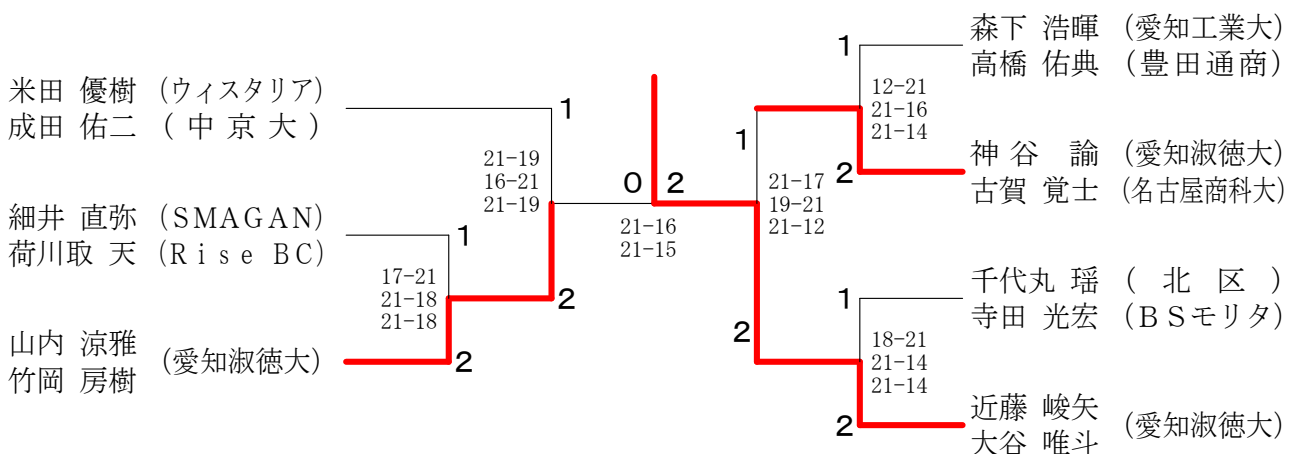 米田 優樹 (ウィスタリア)
成田 佑二 (中京大)
1
21-19
16-21
21-19
細井 直弥 (SMAGAN)
荷川取 天 (Rise BC)
1
17-21
21-18
21-18
2
山内 涼雅
竹岡 房樹
(愛知淑徳大)
2
0 2
21-16
21-15
森下 浩暉 (愛知工業大)
高橋 佑典 (豊田通商)
1
12-21
21-16
21-14
1
神谷 諭 (愛知淑徳大)
古賀 覚士 (名古屋商科大)
2
21-17
19-21
21-12
千代丸 瑶 (北区)
寺田 光宏 (BSモリタ)
1
2
18-21
21-14
21-14
近藤 峻矢
大谷 唯斗
(愛知淑徳大)
2